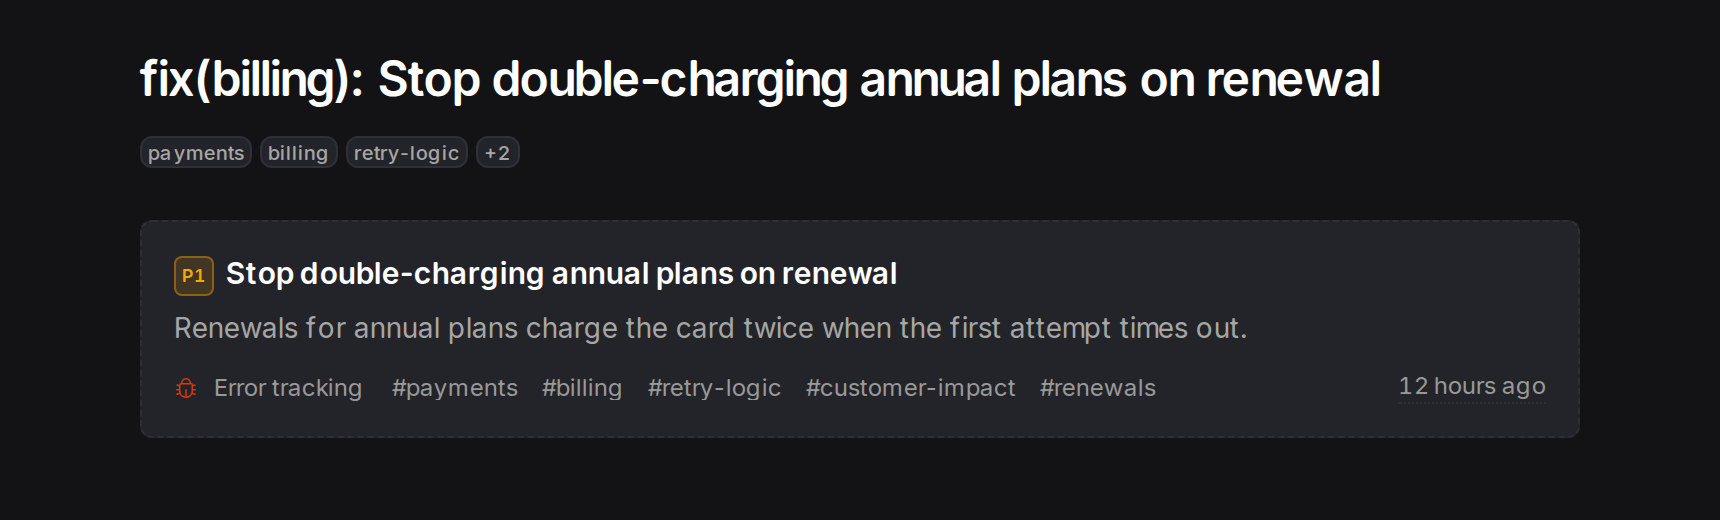 fix(billing): Stop double-charging annual plans on renewal
payments billing retry-logic +2
P1 Stop double-charging annual plans on renewal
Renewals for annual plans charge the card twice when the first attempt times out.
Error tracking #payments #billing #retry-logic #customer-impact #renewals 12 hours ago